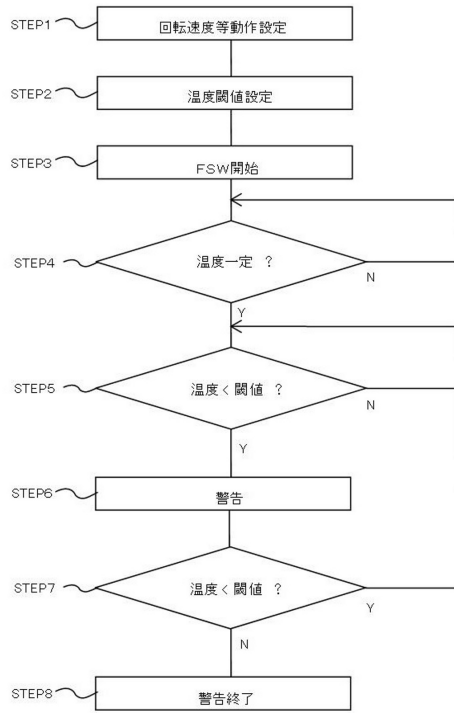 STEP1
回転速度等動作設定
STEP2
温度閾値設定
STEP3
FSW開始
STEP4
温度一定 ?
N
Y
STEP5
温度 < 閾値 ?
N
Y
STEP6
警告
STEP7
温度 < 閾値 ?
Y
N
STEP8
警告終了